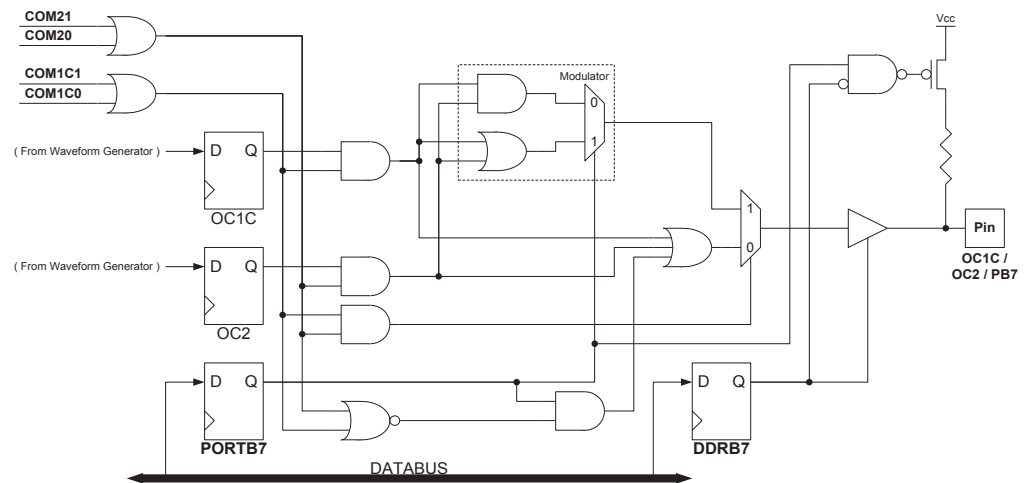 COM21
COM20
Vcc
COM1C1
COM1C0
Modulator
0
1
( From Waveform Generator )
D Q
OC1C
1
0
Pin
OC1C /
OC2 / PB7
( From Waveform Generator )
D Q
OC2
D Q
PORTB7
D Q
DDRB7
DATABUS